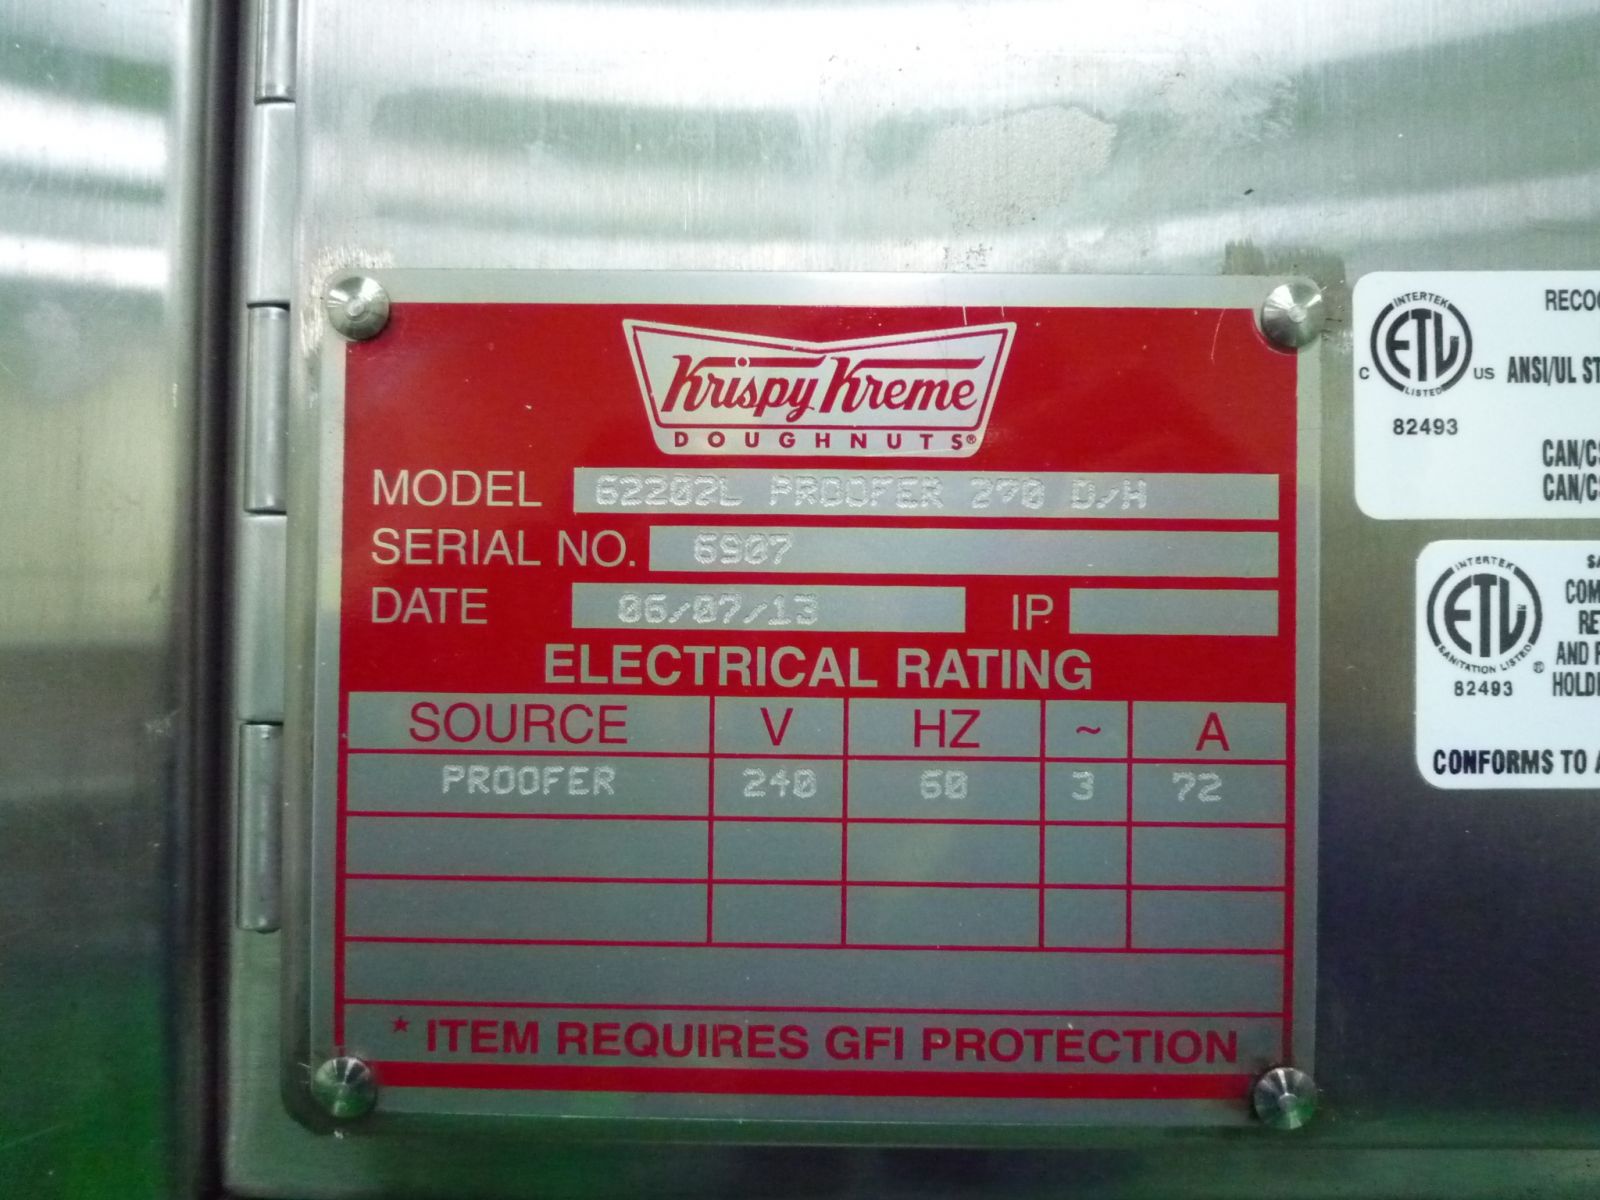 Krispy Kreme
DOUGHNUTS®
MODEL 62202L PROOFER 270 D/H
SERIAL NO. 6907
DATE 06/07/13 IP
ELECTRICAL RATING
SOURCE V HZ ~ A
PROOFER 240 60 3 72
* ITEM REQUIRES GFI PROTECTION
INTERTEK
ETL
LISTED
C US
82493
ANSI/UL
INTERTEK
ETL
SANITATION LISTED
®
82493
AND
CONFORMS TO